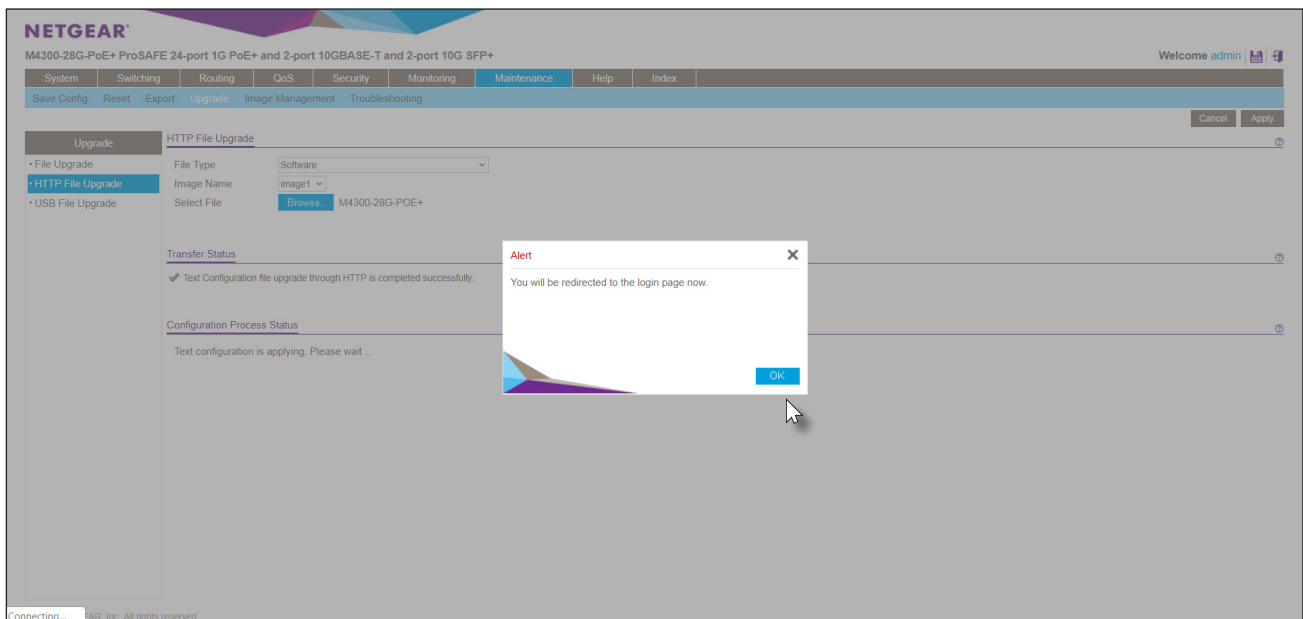 NETGEAR®
M4300-28G-PoE+ ProSAFE 24-port 1G PoE+ and 2-port 10GBASE-T and 2-port 10G SFP+
Welcome admin
System Switching Routing QoS Security Monitoring Maintenance Help Index
Save Config Reset Export Upgrade Image Management Troubleshooting
Cancel Apply
Upgrade
• File Upgrade
• HTTP File Upgrade
• USB File Upgrade
HTTP File Upgrade
File Type Software
Image Name image1
Select File Browse.. M4300-28G-POE+
Transfer Status
Text Configuration file upgrade through HTTP is completed successfully.
Configuration Process Status
Text configuration is applying. Please wait ...
Alert
You will be redirected to the login page now.
OK
Connecting... EAR, Inc. All rights reserved.